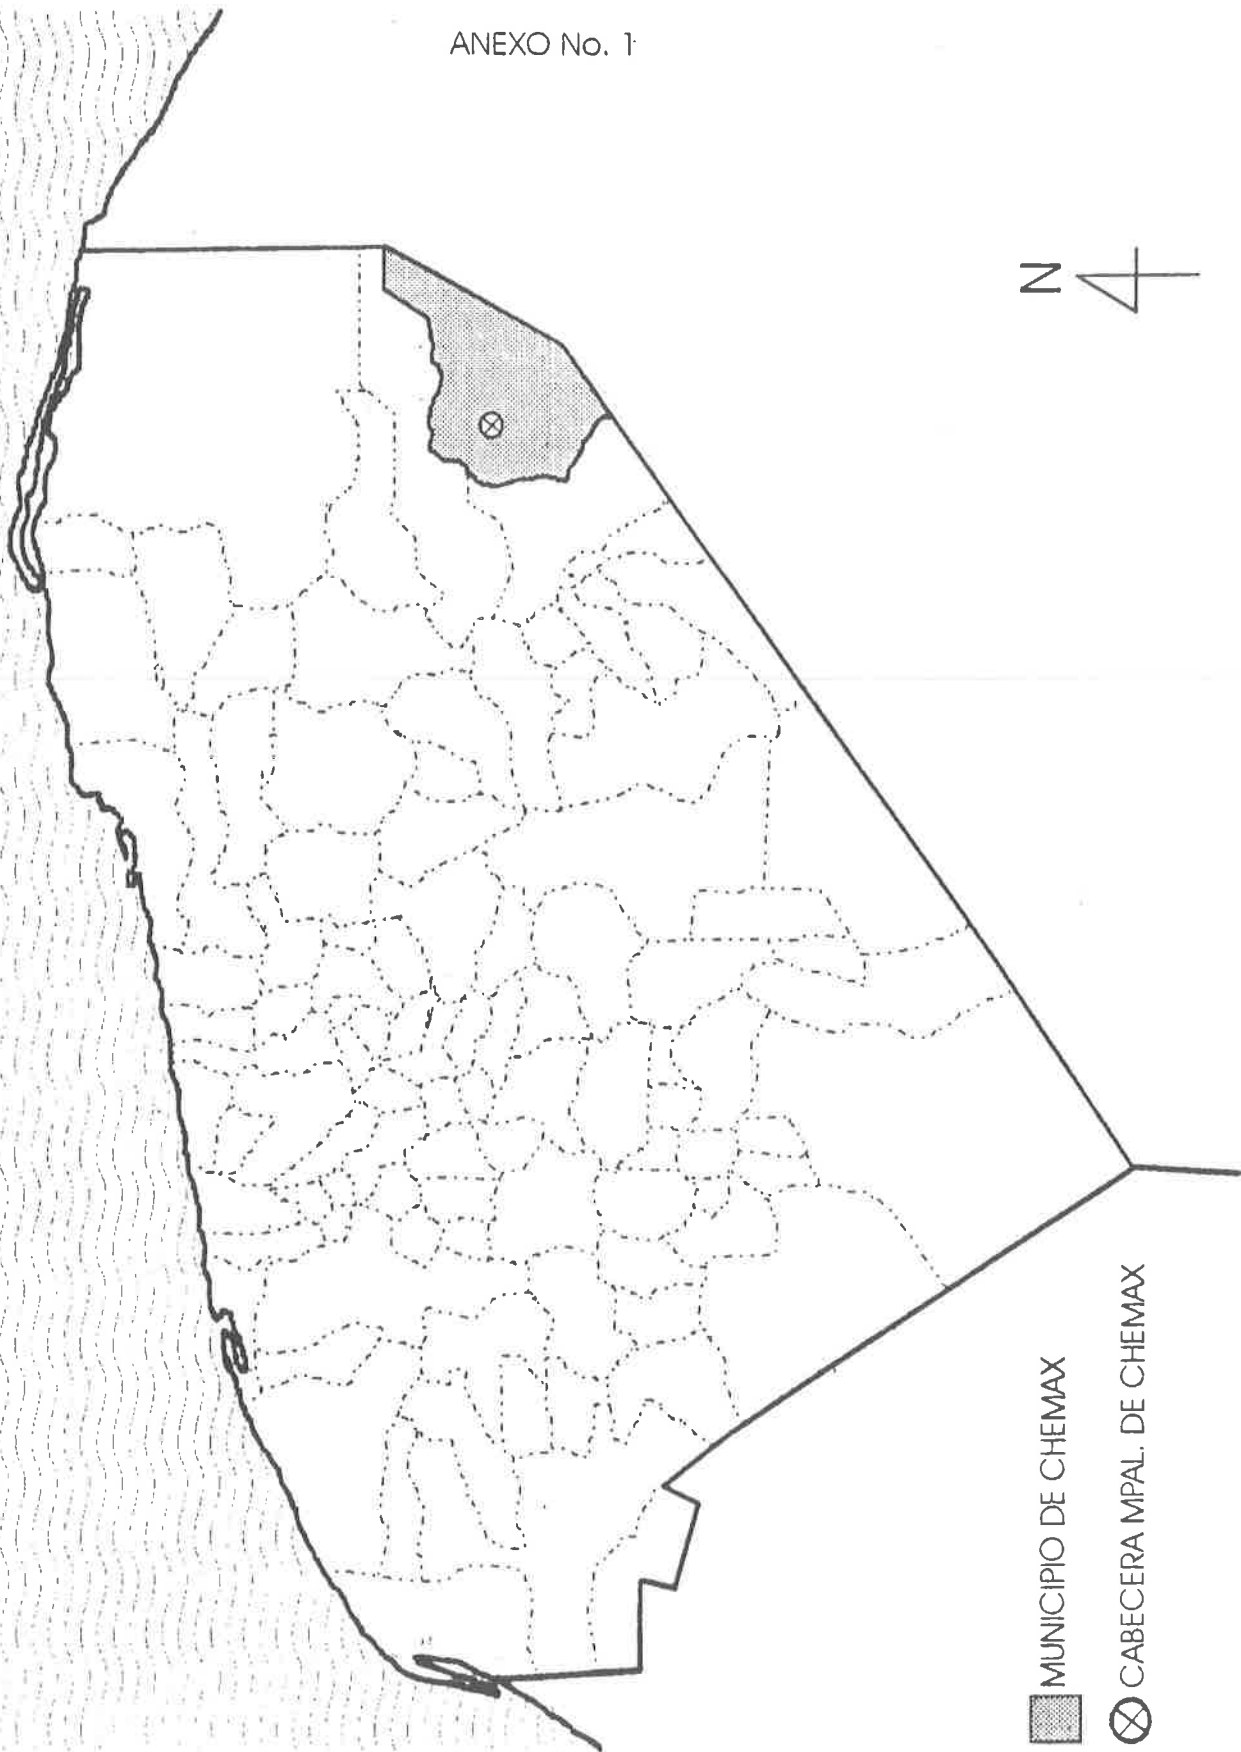 ANEXO No. 1
N
MUNICIPIO DE CHEMAX
CABECERA MPAL. DE CHEMAX